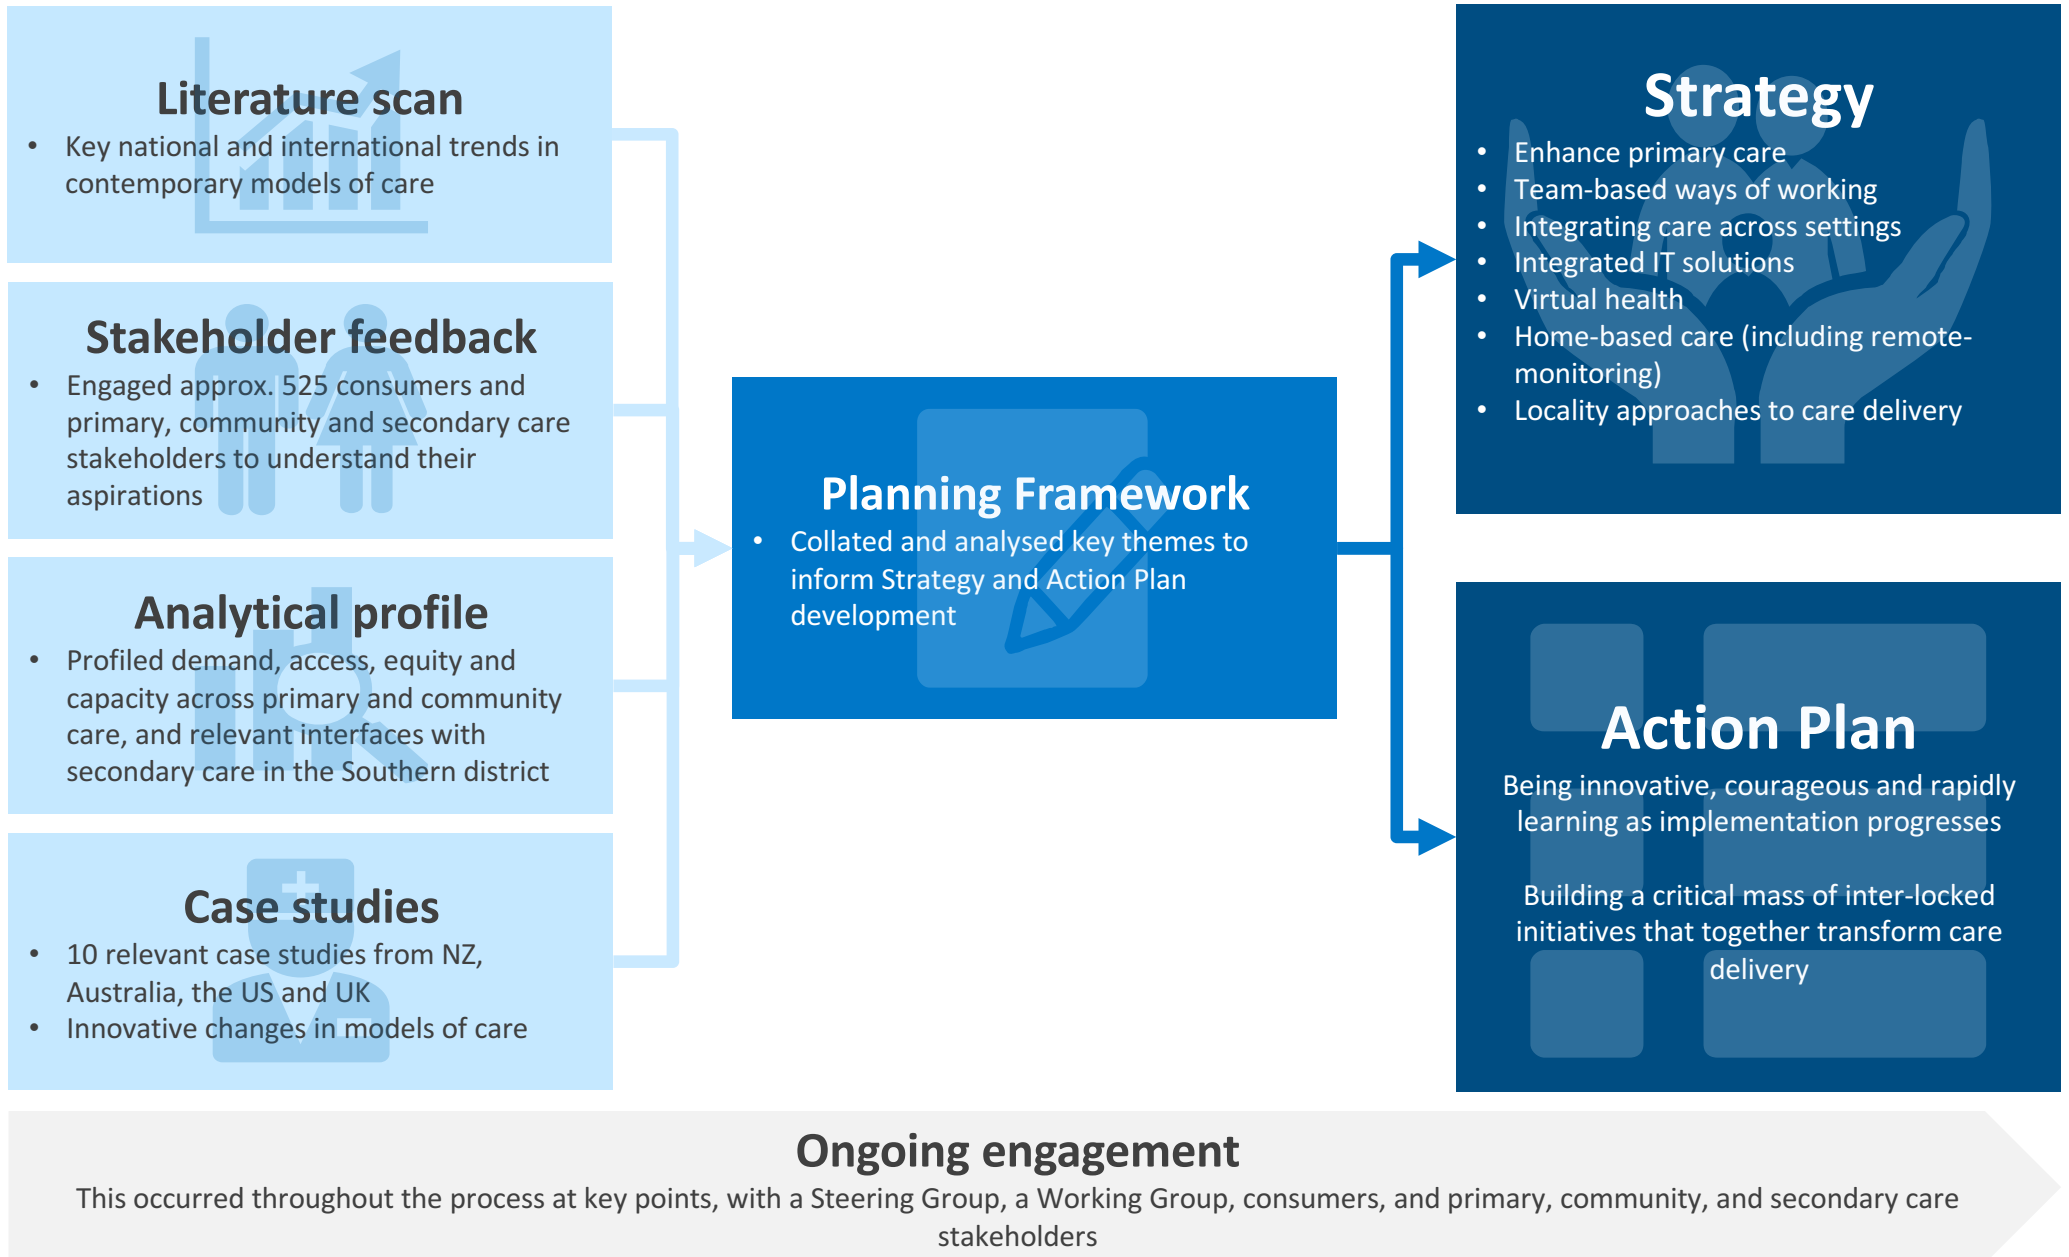 Literature scan
• Key national and international trends in
contemporary models of care
Stakeholder feedback
• Engaged approx. 525 consumers and
primary, community and secondary care
stakeholders to understand their
aspirations
Analytical profile
• Profiled demand, access, equity and
capacity across primary and community
care, and relevant interfaces with
secondary care in the Southern district
Case studies
• 10 relevant case studies from NZ,
Australia, the US and UK
• Innovative changes in models of care
Planning Framework
• Collated and analysed key themes to
inform Strategy and Action Plan
development
Strategy
• Enhance primary care
• Team-based ways of working
• Integrating care across settings
• Integrated IT solutions
• Virtual health
• Home-based care (including remote-
monitoring)
• Locality approaches to care delivery
Action Plan
Being innovative, courageous and rapidly
learning as implementation progresses
Building a critical mass of inter-locked
initiatives that together transform care
delivery
Ongoing engagement
This occurred throughout the process at key points, with a Steering Group, a Working Group, consumers, and primary, community, and secondary care
stakeholders